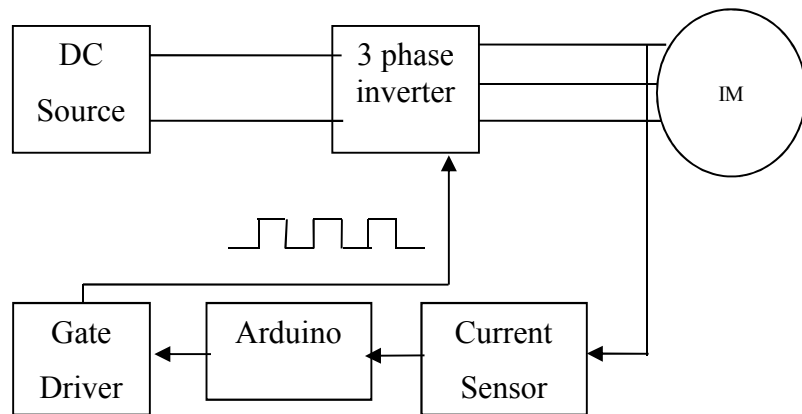 DC
Source
3 phase
inverter
IM
Gate
Driver
Arduino
Current
Sensor